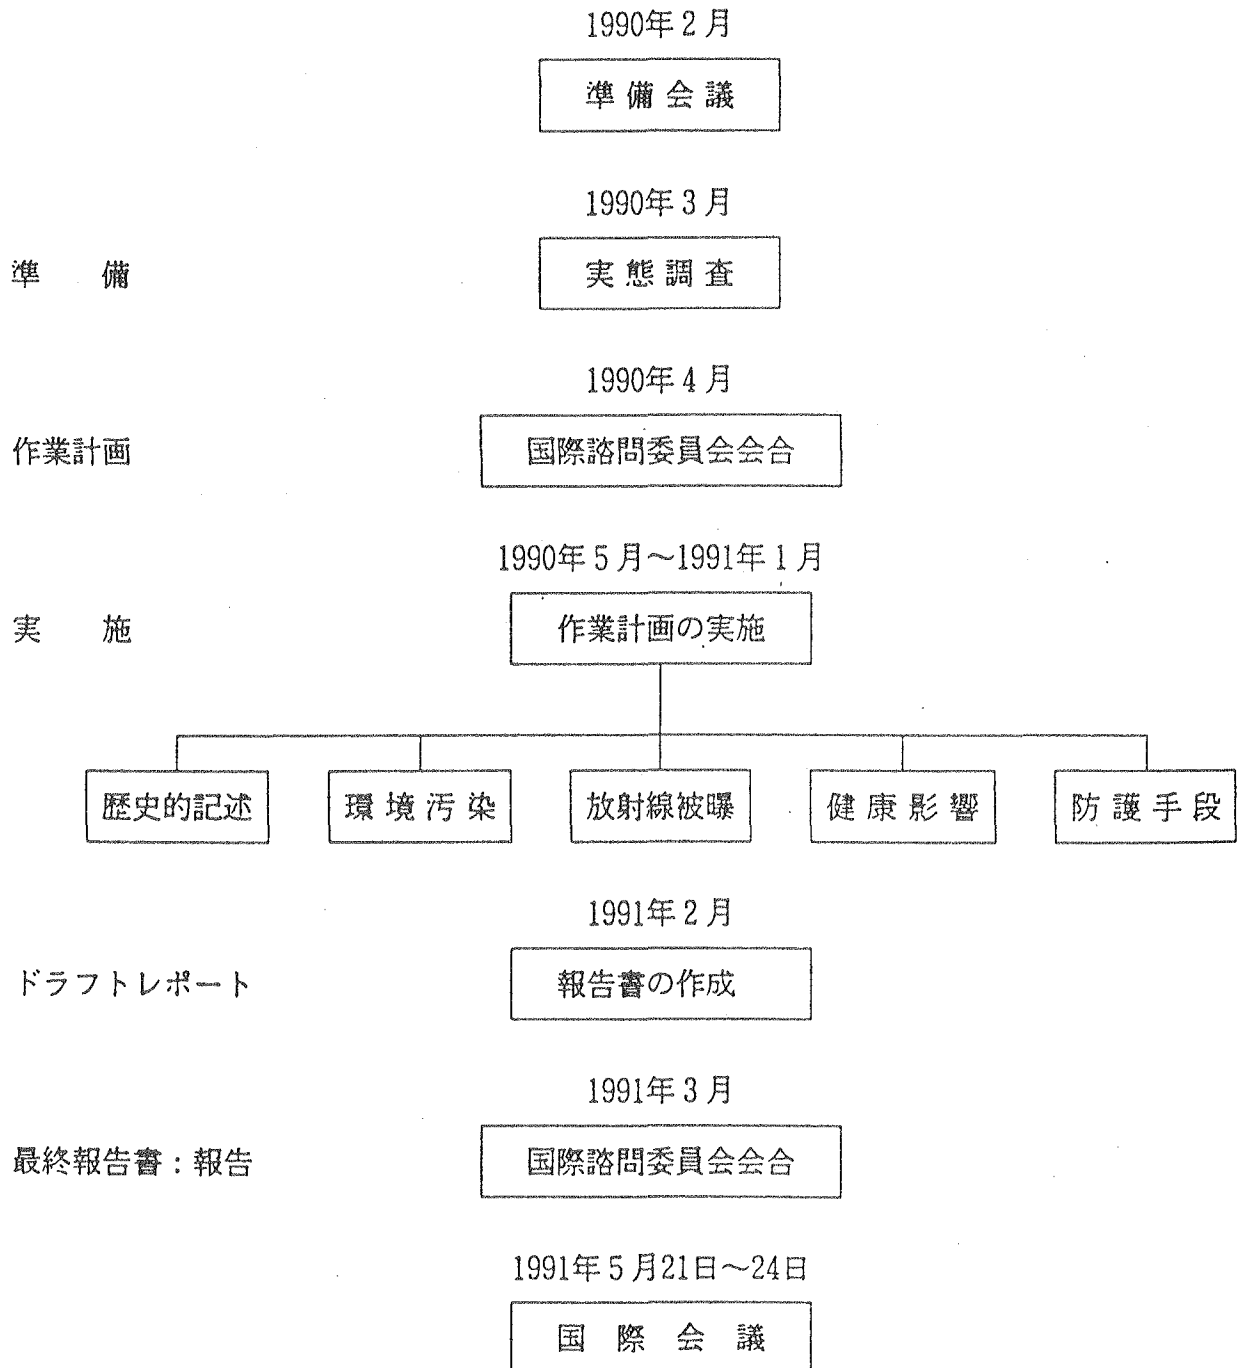 1990年2月
準備会議
1990年3月
準　備
実態調査
1990年4月
作業計画
国際諮問委員会会合
1990年5月～1991年1月
実　施
作業計画の実施
歴史的記述
環境汚染
放射線被曝
健康影響
防護手段
1991年2月
ドラフトレポート
報告書の作成
1991年3月
最終報告書：報告
国際諮問委員会会合
1991年5月21日～24日
国際会議